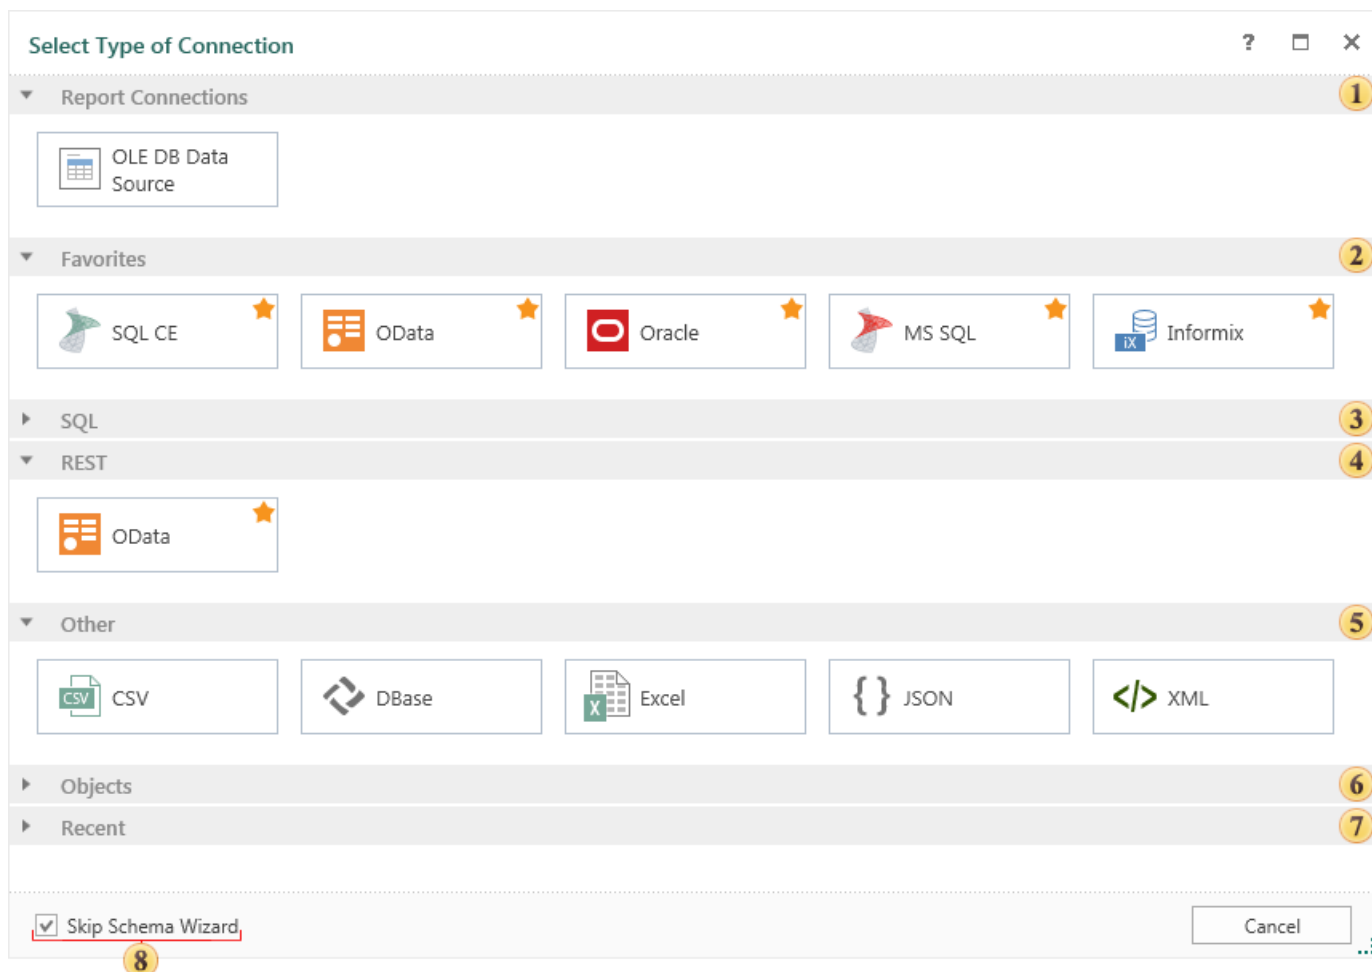 Select Type of Connection ?
Report Connections 1
OLE DB Data
Source
Favorites 2
SQL CE OData Oracle MS SQL iX Informix
SQL 3
REST 4
OData
Other 5
CSV CSV DBase X Excel { } JSON </> XML
Objects 6
Recent 7
Skip Schema Wizard Cancel
8